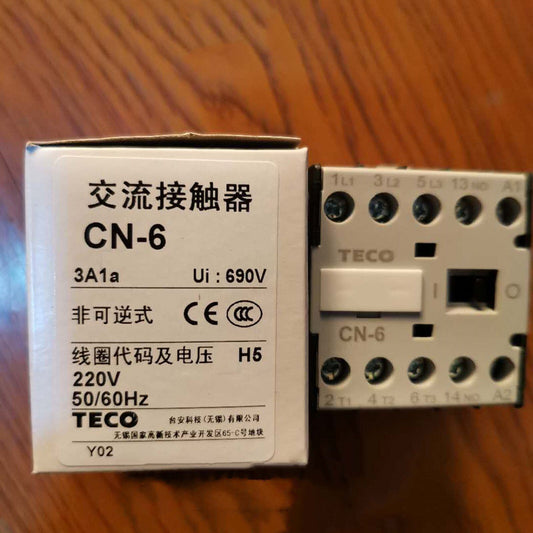 交流接触器
CN-6
3A1a Ui : 690V
非可逆式 CE CCC
线圈代码及电压 H5
220V
50/60Hz
TECO 台安科技(无锡)有限公司
无锡国家高新技术产业开发区65-C号地块
Y02
1L1 3L2 5L3 13NO A1
TECO
I O
CN-6
2T1 4T2 6T3 14NO A2